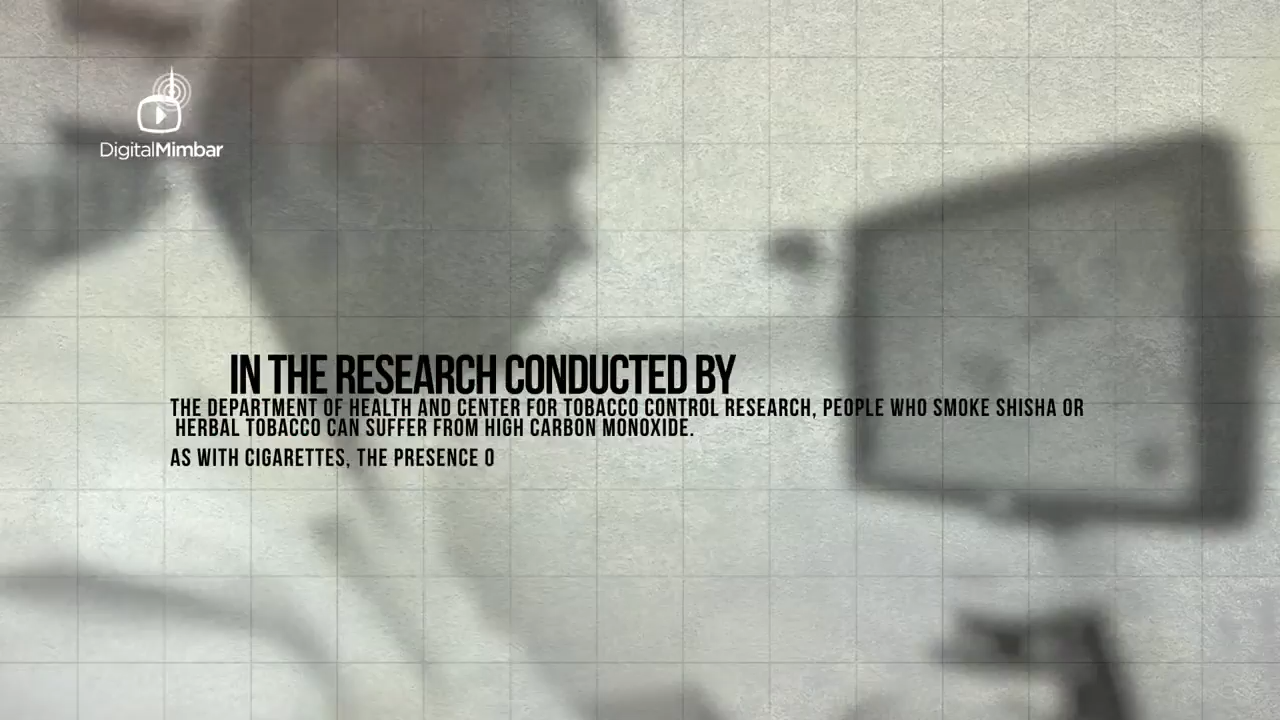 DigitalMimbar
IN THE RESEARCH CONDUCTED BY
THE DEPARTMENT OF HEALTH AND CENTER FOR TOBACCO CONTROL RESEARCH, PEOPLE WHO SMOKE SHISHA OR
HERBAL TOBACCO CAN SUFFER FROM HIGH CARBON MONOXIDE.
AS WITH CIGARETTES, THE PRESENCE O